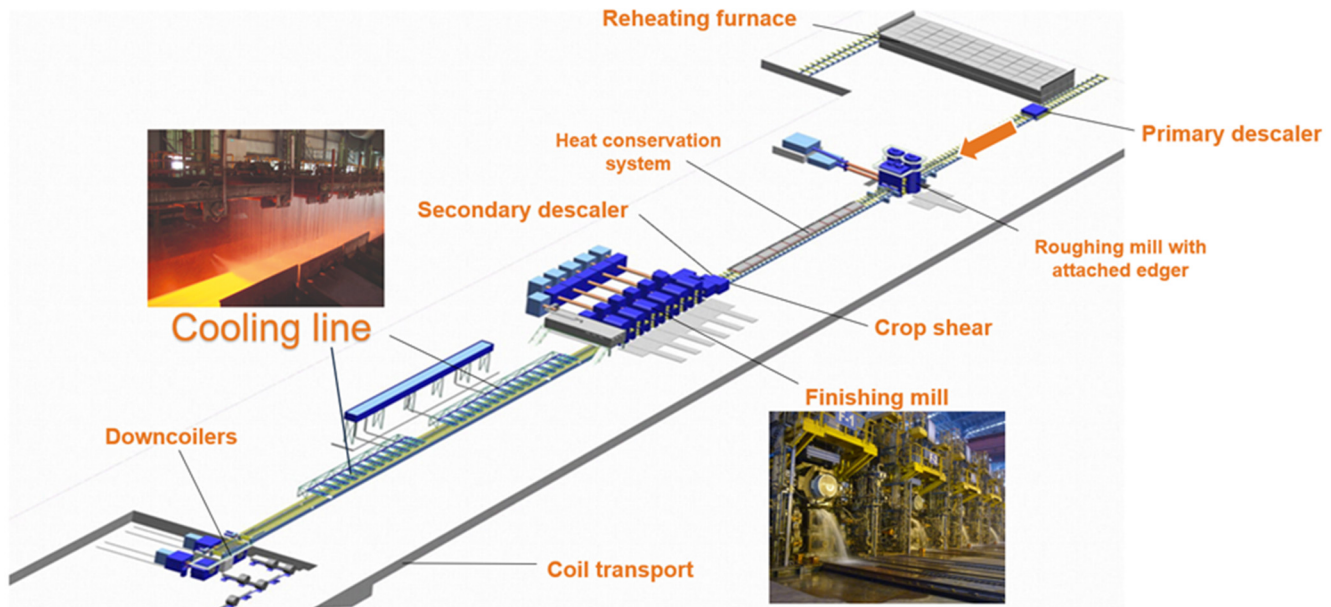 Reheating furnace
Primary descaler
Heat conservation
system
Secondary descaler
Roughing mill with
attached edger
Crop shear
Cooling line
Finishing mill
Downcoilers
Coil transport